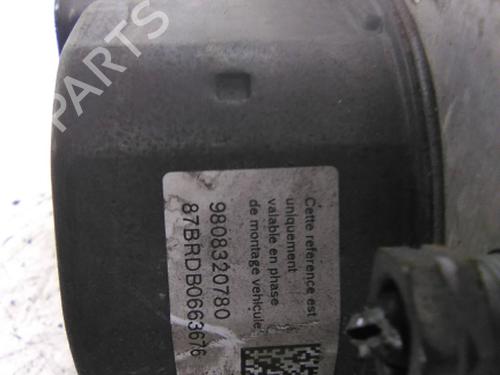 B-PARTS
Cette reference est
uniquement
valable en phase
de montage vehicule
9808320780
87BRDB0663676